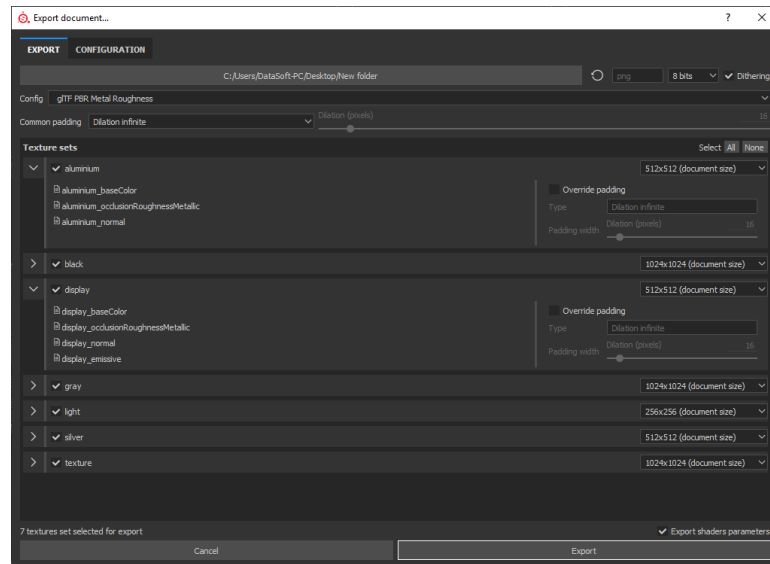 Export document...
EXPORT CONFIGURATION
C:/Users/DataSoft-PC/Desktop/New folder png 8 bits Dithering
Config glTF PBR Metal Roughness
Common padding Dilation infinite Dilation (pixels) 16
Texture sets Select All None
aluminium 512x512 (document size)
aluminium_baseColor Override padding
aluminium_occlusionRoughnessMetallic Type Dilation infinite
aluminium_normal Padding width Dilation (pixels) 16
black 1024x1024 (document size)
display 512x512 (document size)
display_baseColor Override padding
display_occlusionRoughnessMetallic Type Dilation infinite
display_normal Padding width Dilation (pixels) 16
display_emissive
gray 1024x1024 (document size)
light 256x256 (document size)
silver 512x512 (document size)
texture 1024x1024 (document size)
7 textures set selected for export Export shaders parameters
Cancel Export